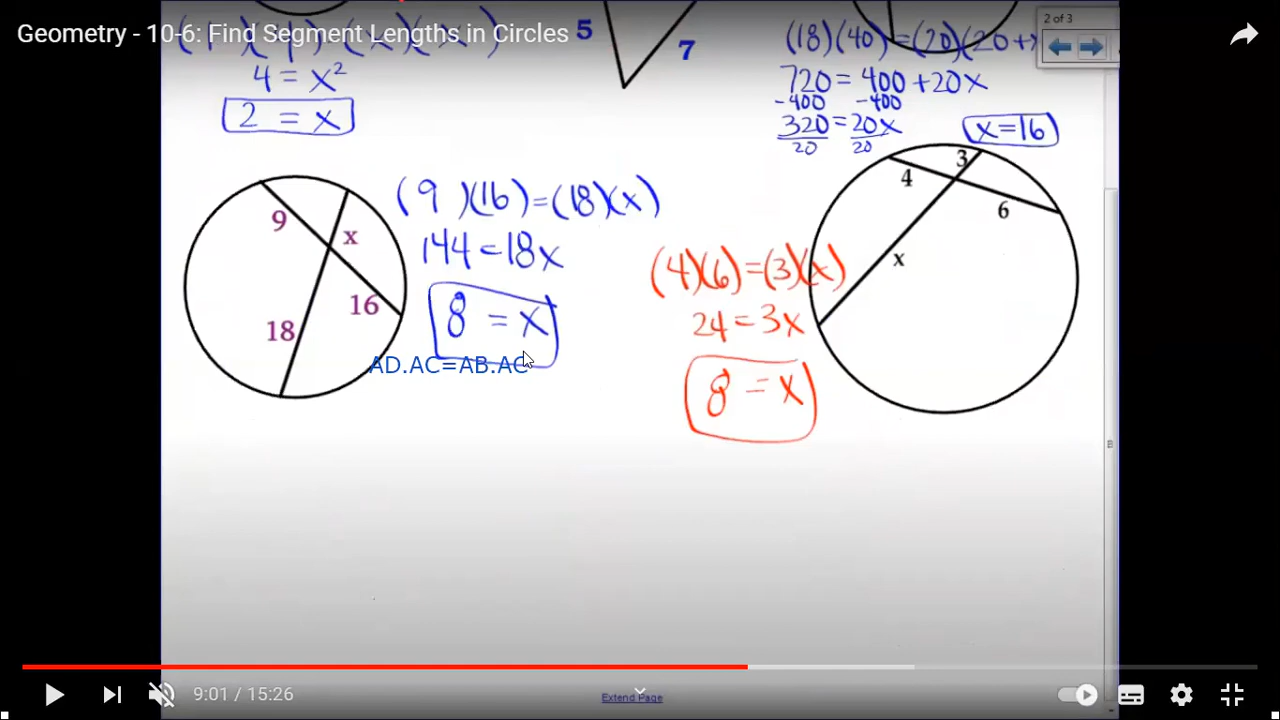 Geometry - 10-6: Find Segment Lengths in Circles
4 = x²
2 = x
5
7
2 of 3
(18)(40)=(20)(20+
720 = 400 +20x
-400 -400
320 = 20x
20 20
x=16
9
x
16
18
(9 )(16)=(18)(x)
144=18x
8 = x
AD.AC=AB.AC
3
4
6
x
(4)(6)=(3)(x)
24=3x
8 = x
9:01 / 15:26
Extend Page